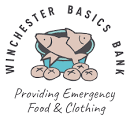 WINCHESTER BASICS BANK
Providing Emergency
Food & Clothing